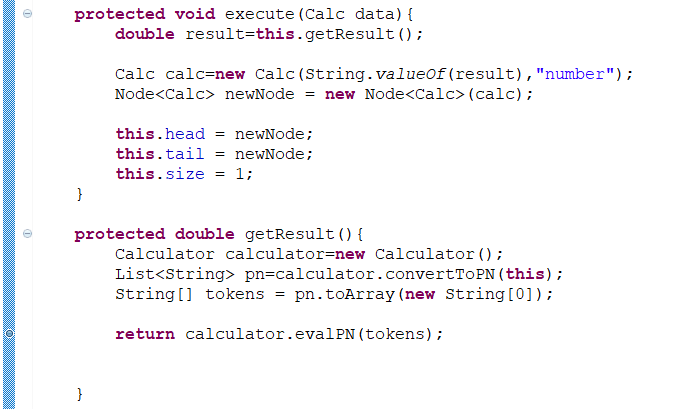 protected void execute(Calc data){
double result=this.getResult();
Calc calc=new Calc(String.valueOf(result),"number");
Node<Calc> newNode = new Node<Calc>(calc);
this.head = newNode;
this.tail = newNode;
this.size = 1;
}
protected double getResult(){
Calculator calculator=new Calculator();
List<String> pn=calculator.convertToPN(this);
String[] tokens = pn.toArray(new String[0]);
return calculator.evalPN(tokens);
}